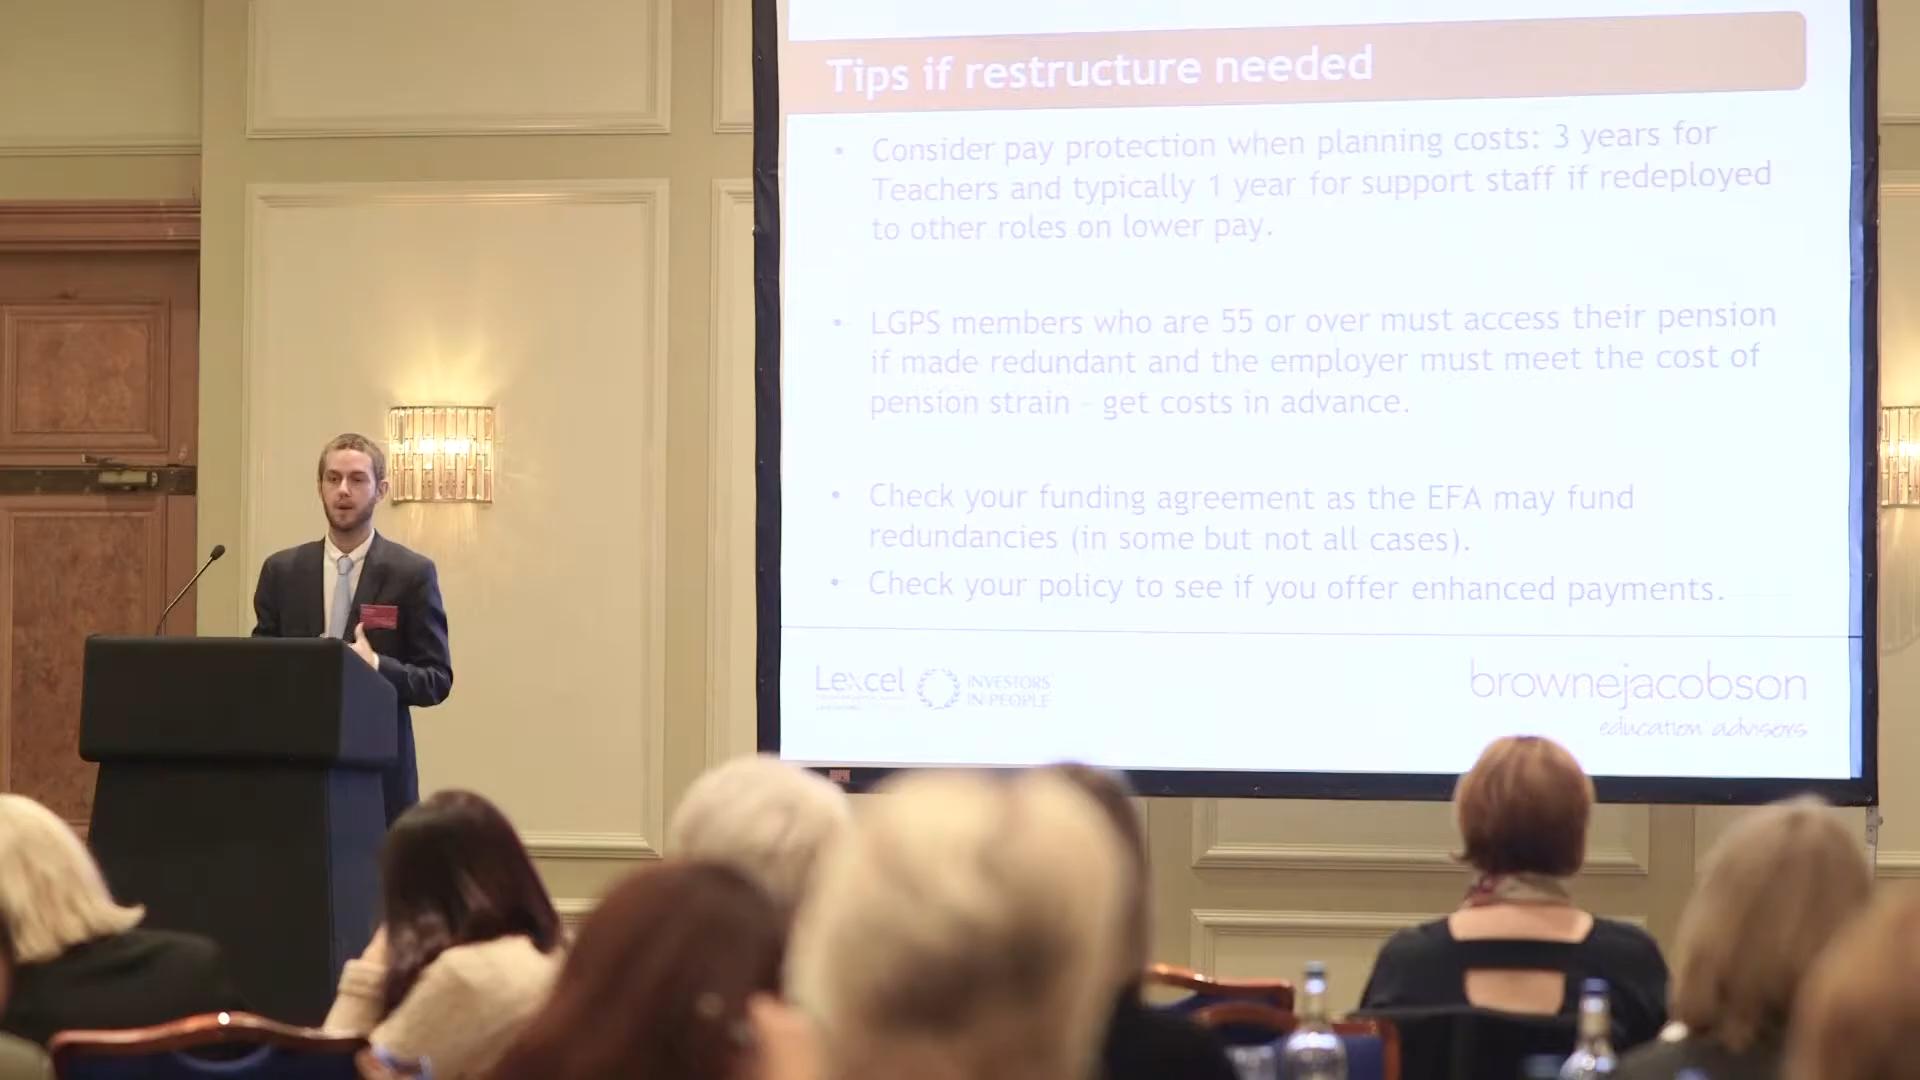 Tips if restructure needed
• Consider pay protection when planning costs: 3 years for
Teachers and typically 1 year for support staff if redeployed
to other roles on lower pay.
• LGPS members who are 55 or over must access their pension
if made redundant and the employer must meet the cost of
pension strain – get costs in advance.
• Check your funding agreement as the EFA may fund
redundancies (in some but not all cases).
• Check your policy to see if you offer enhanced payments.
Lexcel
INVESTORS
IN PEOPLE
brownejacobson
education advisors